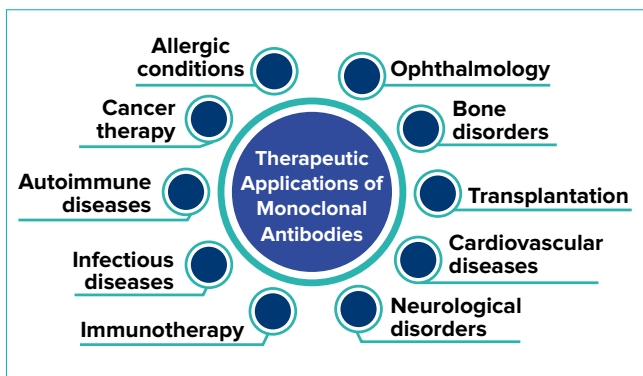 Allergic
conditions
Cancer
therapy
Autoimmune
diseases
Infectious
diseases
Immunotherapy
Therapeutic
Applications of
Monoclonal
Antibodies
Ophthalmology
Bone
disorders
Transplantation
Cardiovascular
diseases
Neurological
disorders